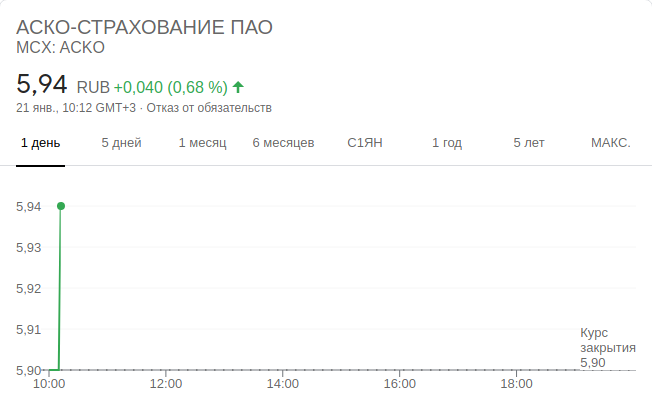 АСКО-СТРАХОВАНИЕ ПАО
MCX: ACKO
5,94 RUB +0,040 (0,68 %)
21 янв., 10:12 GMT+3 · Отказ от обязательств
1 день 5 дней 1 месяц 6 месяцев С1ЯН 1 год 5 лет МАКС.
5,94
5,93
5,92
5,91
Курс
закрытия
5,90
5,90
10:00 12:00 14:00 16:00 18:00